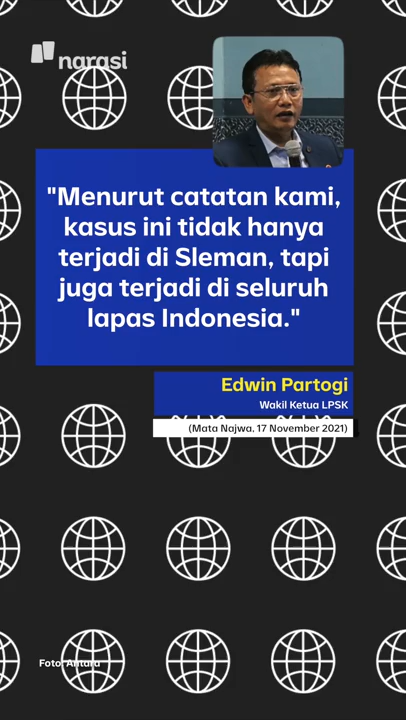 narasi
"Menurut catatan kami,
kasus ini tidak hanya
terjadi di Sleman, tapi
juga terjadi di seluruh
lapas Indonesia."
Edwin Partogi
Wakil Ketua LPSK
(Mata Najwa, 17 November 2021)
Foto: Antara